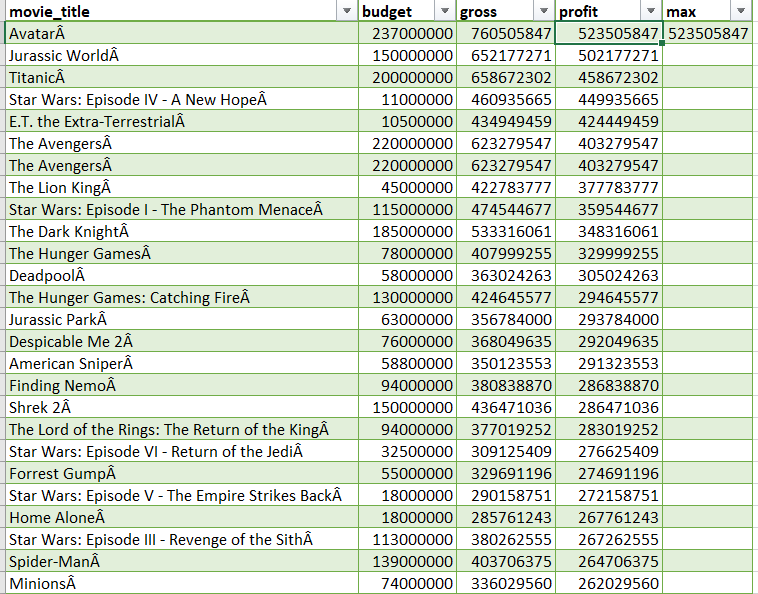 movie_title budget gross profit max
AvatarÂ 237000000 760505847 523505847 523505847
Jurassic WorldÂ 150000000 652177271 502177271
TitanicÂ 200000000 658672302 458672302
Star Wars: Episode IV - A New HopeÂ 11000000 460935665 449935665
E.T. the Extra-TerrestrialÂ 10500000 434949459 424449459
The AvengersÂ 220000000 623279547 403279547
The AvengersÂ 220000000 623279547 403279547
The Lion KingÂ 45000000 422783777 377783777
Star Wars: Episode I - The Phantom MenaceÂ 115000000 474544677 359544677
The Dark KnightÂ 185000000 533316061 348316061
The Hunger GamesÂ 78000000 407999255 329999255
DeadpoolÂ 58000000 363024263 305024263
The Hunger Games: Catching FireÂ 130000000 424645577 294645577
Jurassic ParkÂ 63000000 356784000 293784000
Despicable Me 2Â 76000000 368049635 292049635
American SniperÂ 58800000 350123553 291323553
Finding NemoÂ 94000000 380838870 286838870
Shrek 2Â 150000000 436471036 286471036
The Lord of the Rings: The Return of the KingÂ 94000000 377019252 283019252
Star Wars: Episode VI - Return of the JediÂ 32500000 309125409 276625409
Forrest GumpÂ 55000000 329691196 274691196
Star Wars: Episode V - The Empire Strikes BackÂ 18000000 290158751 272158751
Home AloneÂ 18000000 285761243 267761243
Star Wars: Episode III - Revenge of the SithÂ 113000000 380262555 267262555
Spider-ManÂ 139000000 403706375 264706375
MinionsÂ 74000000 336029560 262029560